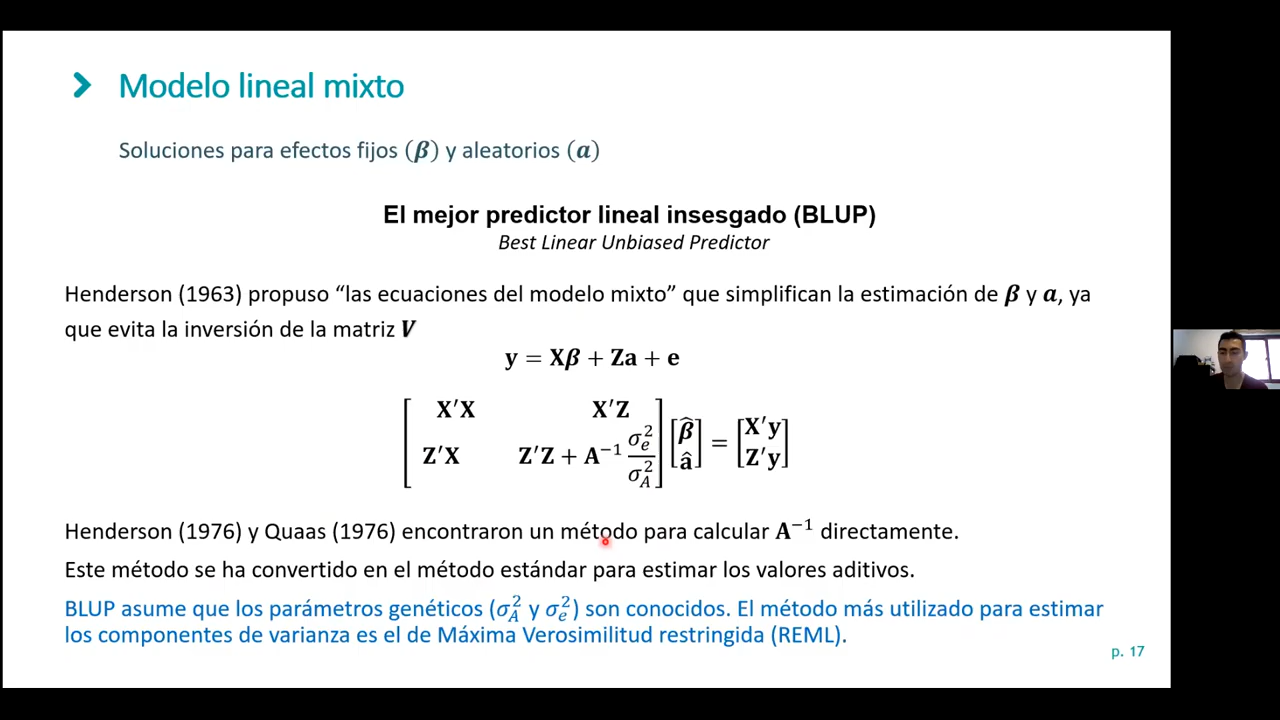 Modelo lineal mixto
Soluciones para efectos fijos (β) y aleatorios (a)
El mejor predictor lineal insesgado (BLUP)
Best Linear Unbiased Predictor
Henderson (1963) propuso “las ecuaciones del modelo mixto” que simplifican la estimación de β y a, ya
que evita la inversión de la matriz V
y = Xβ + Za + e
[X′X X′Z; Z′X Z′Z + A⁻¹ σ²ₑ/σ²_A] [β̂; â] = [X′y; Z′y]
Henderson (1976) y Quaas (1976) encontraron un método para calcular A⁻¹ directamente.
Este método se ha convertido en el método estándar para estimar los valores aditivos.
BLUP asume que los parámetros genéticos (σ²_A y σ²ₑ) son conocidos. El método más utilizado para estimar
los componentes de varianza es el de Máxima Verosimilitud restringida (REML).
p. 17